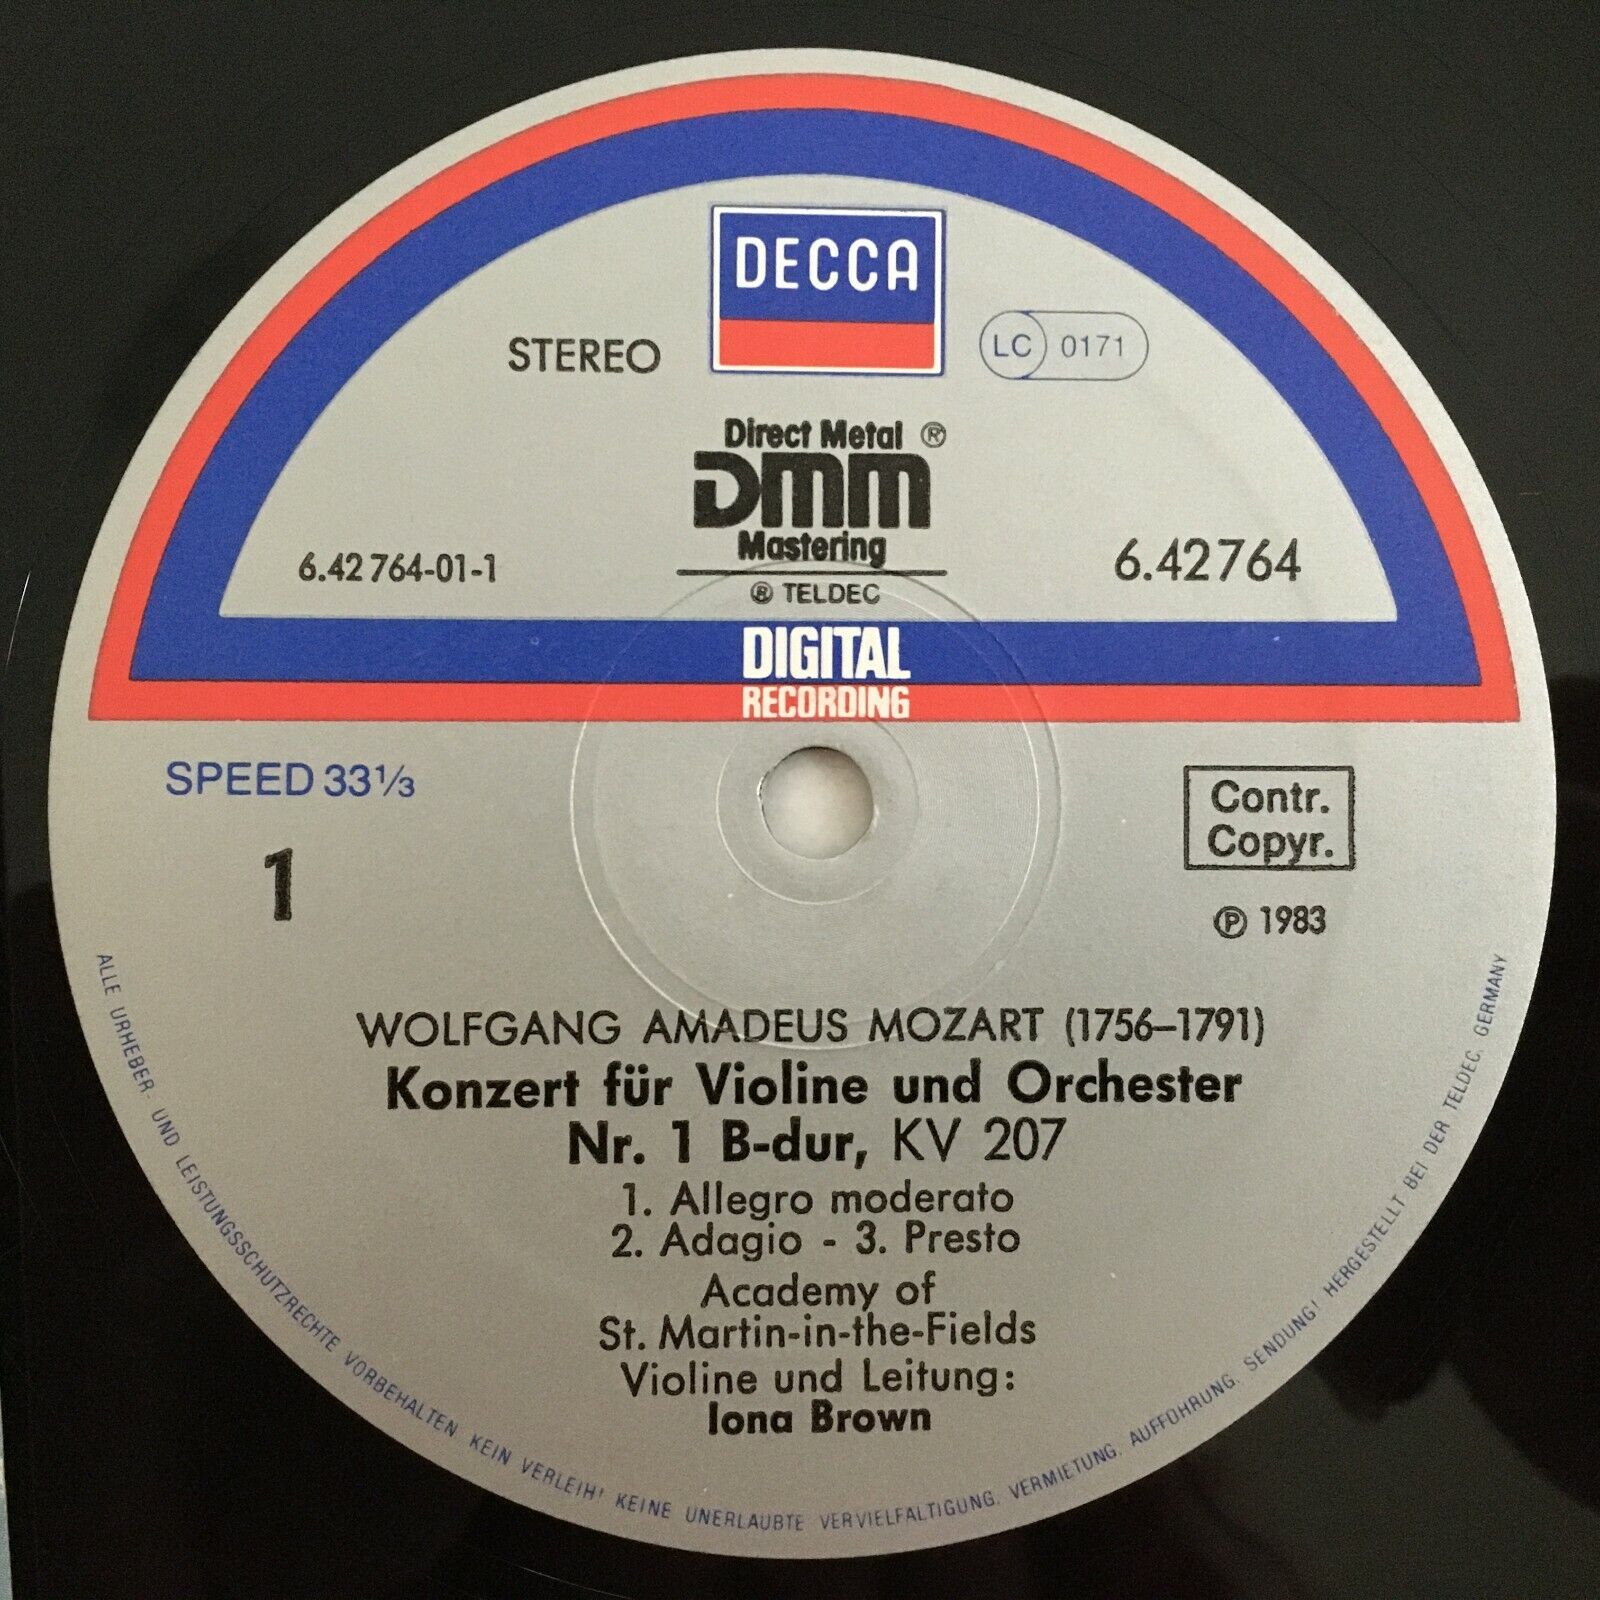 DECCA
STEREO
LC 0171
Direct Metal ®
DMM
Mastering
6.42 764-01-1
6.42764
® TELDEC
DIGITAL
RECORDING
SPEED 33⅓
Contr.
Copyr.
1
℗ 1983
WOLFGANG AMADEUS MOZART (1756–1791)
Konzert für Violine und Orchester
Nr. 1 B-dur, KV 207
1. Allegro moderato
2. Adagio - 3. Presto
Academy of
St. Martin-in-the-Fields
Violine und Leitung:
Iona Brown
ALLE URHEBER- UND LEISTUNGSSCHUTZRECHTE VORBEHALTEN KEIN VERLEIH! KEINE UNERLAUBTE VERVIELFÄLTIGUNG, VERMIETUNG, AUFFÜHRUNG, SENDUNG! HERGESTELLT BEI DER TELDEC, GERMANY